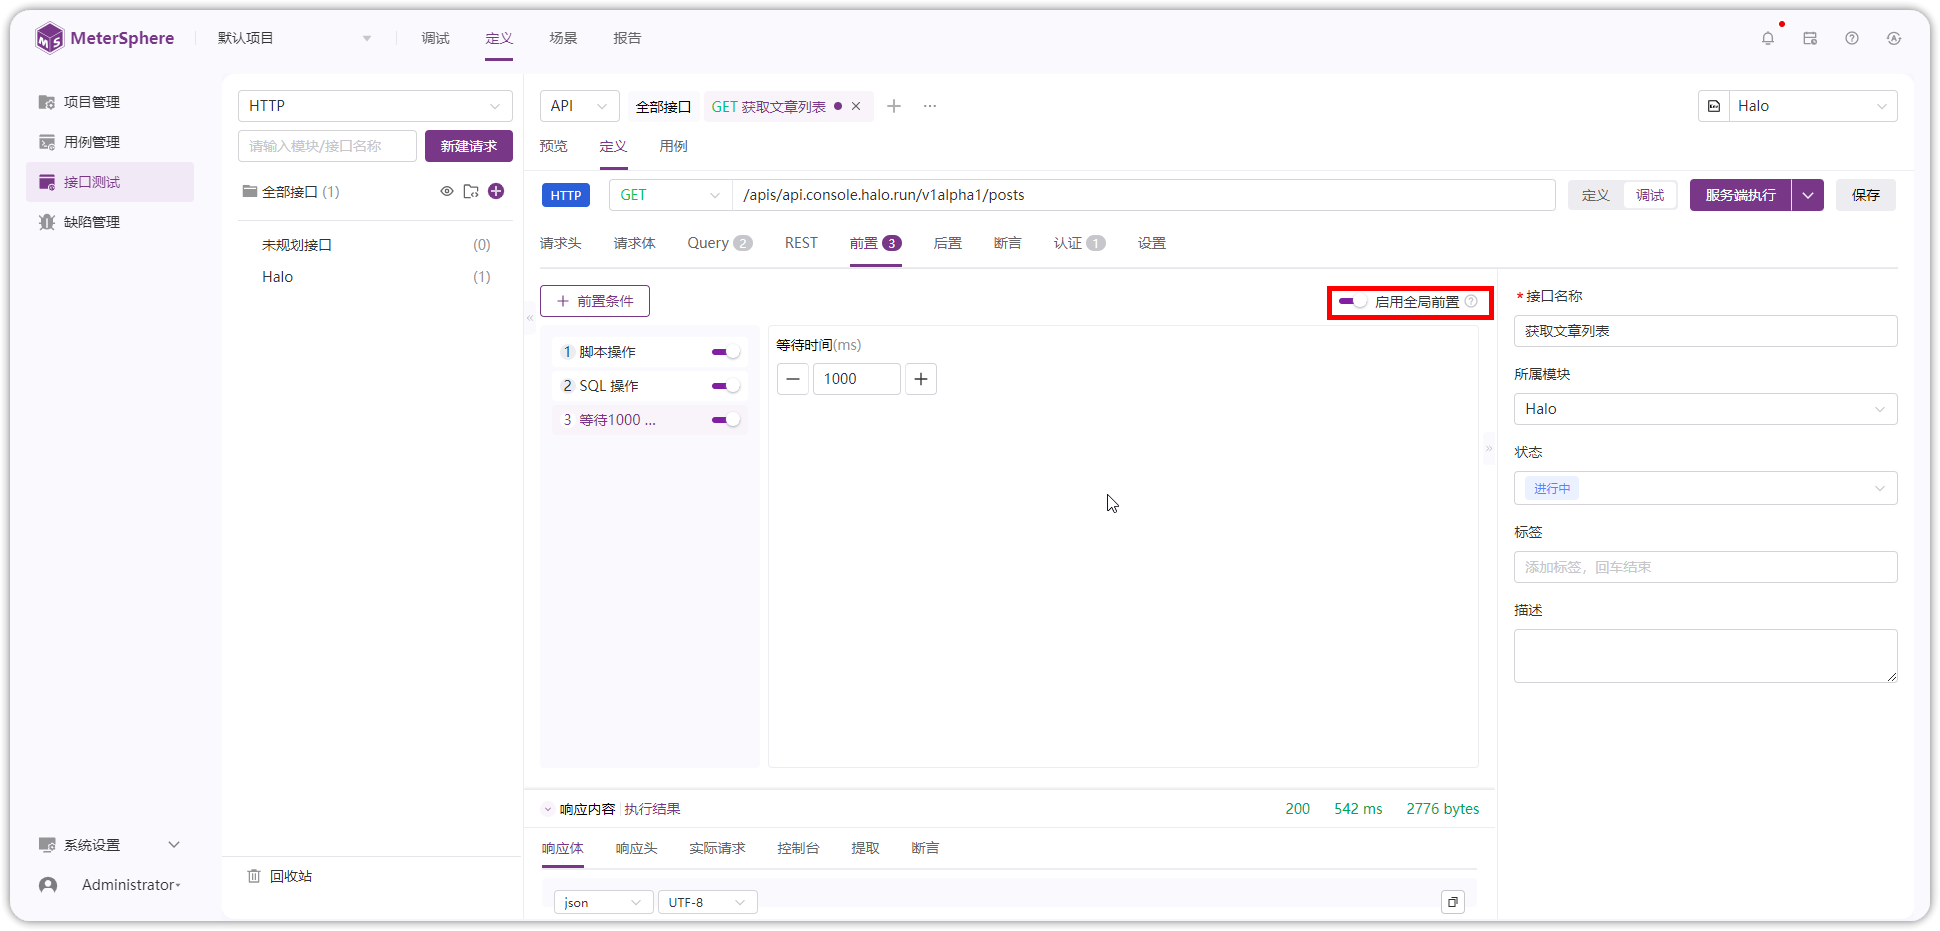 MeterSphere
默认项目
调试
定义
场景
报告
项目管理
用例管理
接口测试
缺陷管理
系统设置
Administrator
HTTP
请输入模块/接口名称
新建请求
全部接口 (1)
未规划接口 (0)
Halo (1)
回收站
API
全部接口
GET 获取文章列表
Halo
预览
定义
用例
HTTP
GET
/apis/api.console.halo.run/v1alpha1/posts
定义
调试
服务端执行
保存
请求头
请求体
Query 2
REST
前置 3
后置
断言
认证 1
设置
前置条件
启用全局前置
1 脚本操作
2 SQL 操作
3 等待1000 ...
等待时间(ms)
1000
* 接口名称
获取文章列表
所属模块
Halo
状态
进行中
标签
添加标签，回车结束
描述
响应内容 执行结果
200
542 ms
2776 bytes
响应体
响应头
实际请求
控制台
提取
断言
json
UTF-8